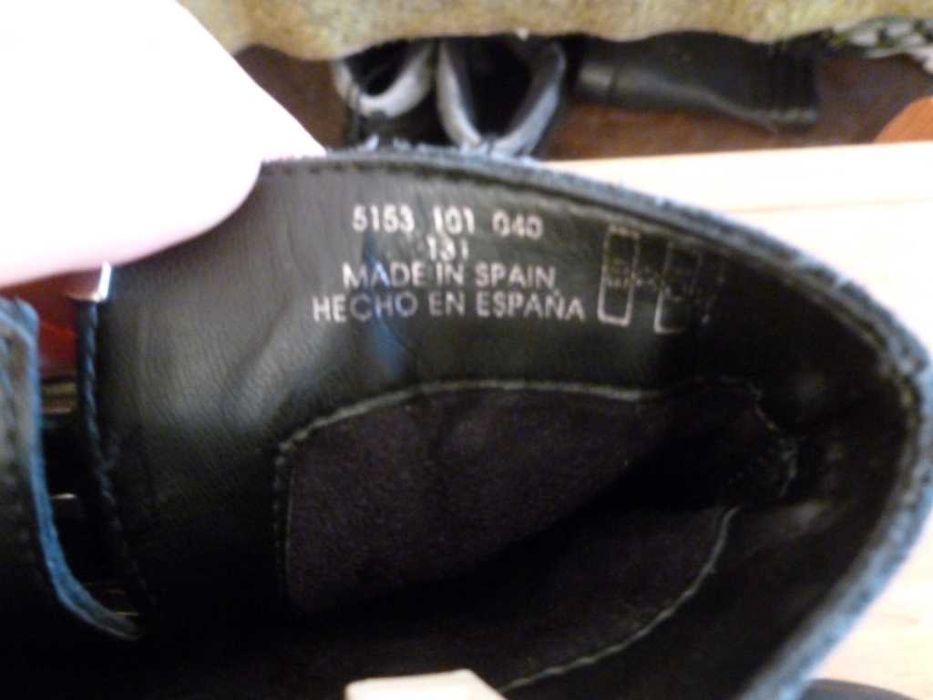 5153 101 040
131
MADE IN SPAIN
HECHO EN ESPAÑA